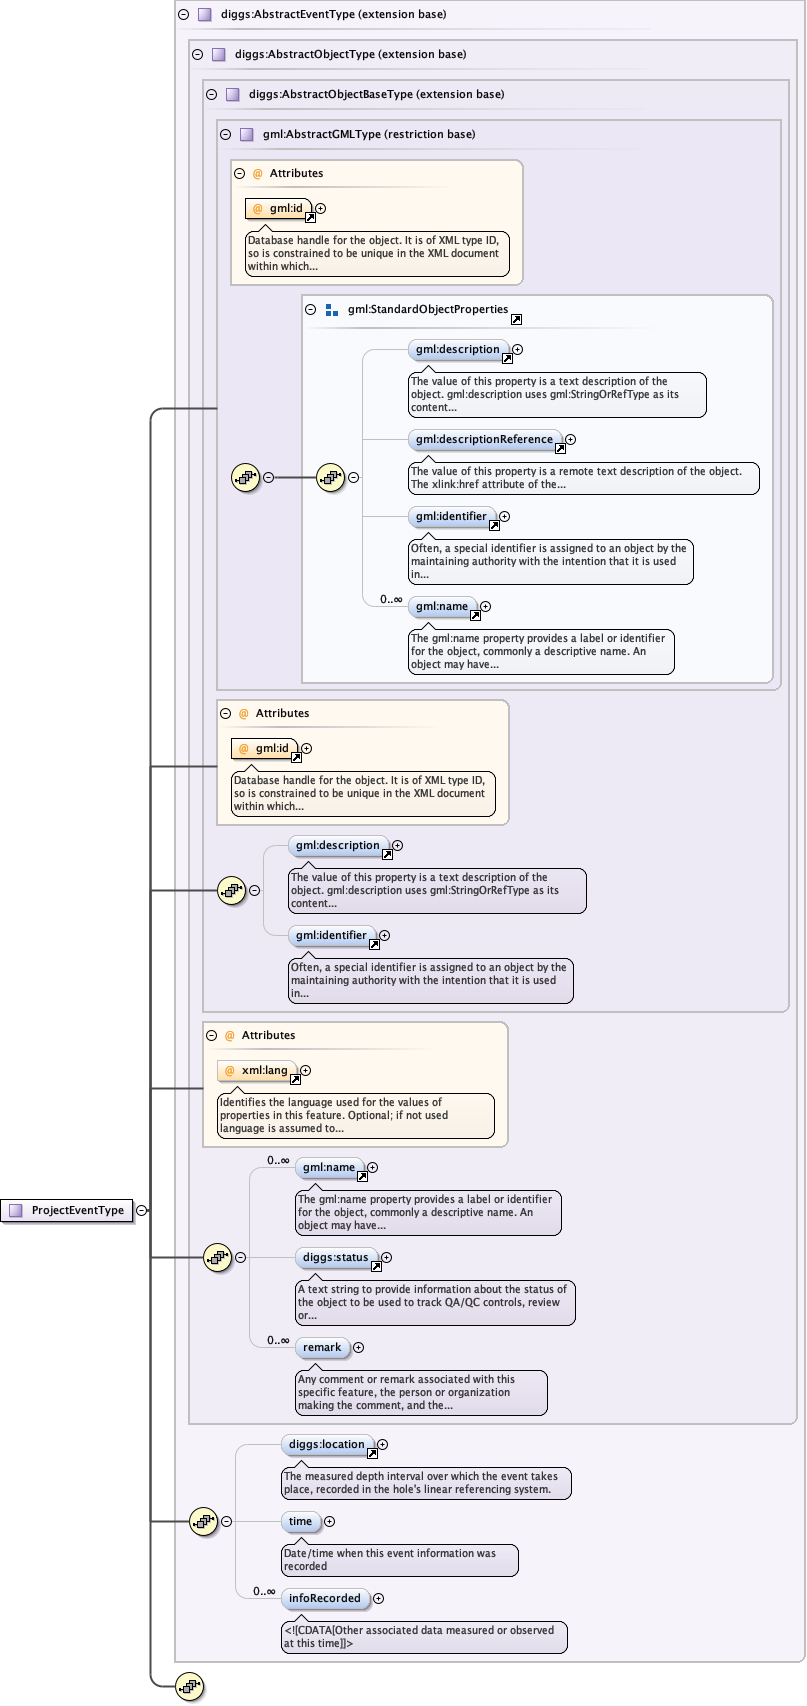 diggs:AbstractEventType (extension base)
diggs:AbstractObjectType (extension base)
diggs:AbstractObjectBaseType (extension base)
gml:AbstractGMLType (restriction base)
@ Attributes
@ gml:id
Database handle for the object. It is of XML type ID,
so is constrained to be unique in the XML document
within which...
gml:StandardObjectProperties
gml:description
The value of this property is a text description of the
object. gml:description uses gml:StringOrRefType as its
content...
gml:descriptionReference
The value of this property is a remote text description of the object.
The xlink:href attribute of the...
gml:identifier
Often, a special identifier is assigned to an object by the
maintaining authority with the intention that it is used
in...
0..∞
gml:name
The gml:name property provides a label or identifier
for the object, commonly a descriptive name. An
object may have...
@ Attributes
@ gml:id
Database handle for the object. It is of XML type ID,
so is constrained to be unique in the XML document
within which...
gml:description
The value of this property is a text description of the
object. gml:description uses gml:StringOrRefType as its
content...
gml:identifier
Often, a special identifier is assigned to an object by the
maintaining authority with the intention that it is used
in...
@ Attributes
@ xml:lang
Identifies the language used for the values of
properties in this feature. Optional; if not used
language is assumed to...
0..∞
gml:name
The gml:name property provides a label or identifier
for the object, commonly a descriptive name. An
object may have...
ProjectEventType
diggs:status
A text string to provide information about the status of
the object to be used to track QA/QC controls, review
or...
0..∞
remark
Any comment or remark associated with this
specific feature, the person or organization
making the comment, and the...
diggs:location
The measured depth interval over which the event takes
place, recorded in the hole's linear referencing system.
time
Date/time when this event information was
recorded
0..∞
infoRecorded
<![CDATA[Other associated data measured or observed
at this time]]>